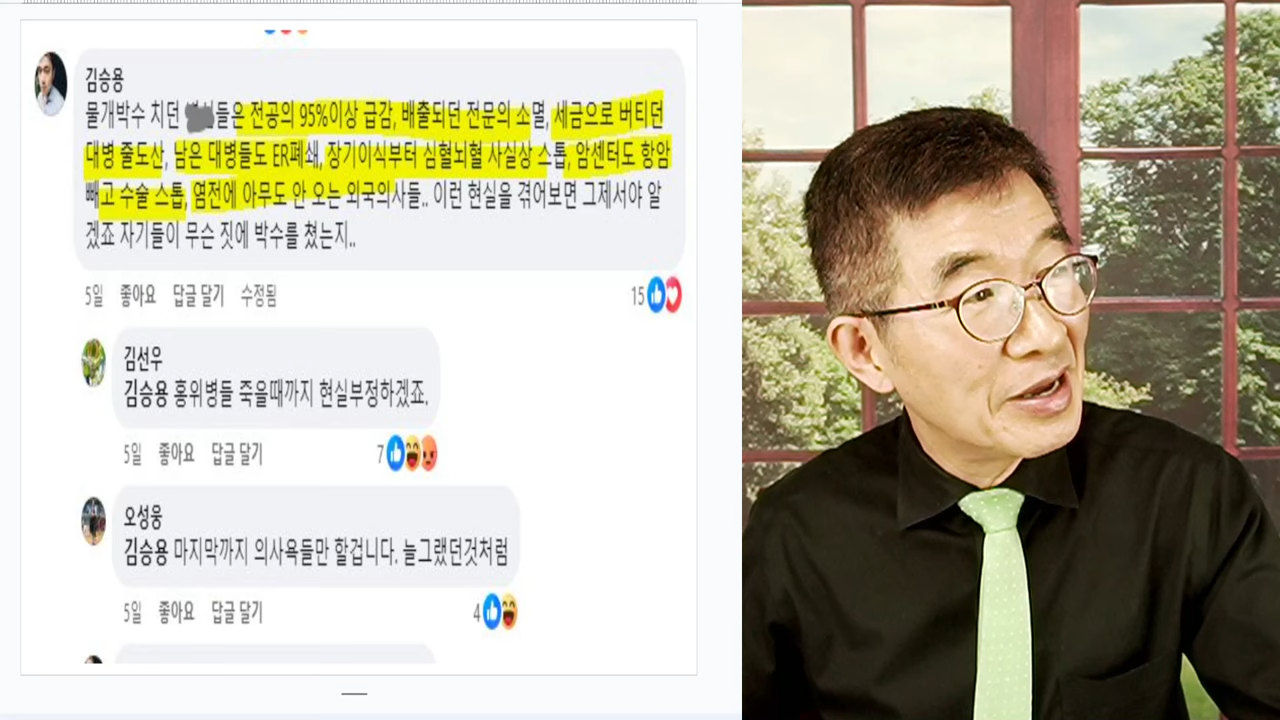 김승용
물개박수 치던 들은 전공의 95%이상 급감, 배출되던 전문의 소멸, 세금으로 버티던
대병 줄도산, 남은 대병들도 ER폐쇄, 장기이식부터 심혈뇌혈 사실상 스톱, 암센터도 항암
빼고 수술 스톱, 염전에 아무도 안 오는 외국의사들.. 이런 현실을 겪어보면 그제서야 알
겠죠 자기들이 무슨 짓에 박수를 쳤는지..
5일 좋아요 답글 달기 수정됨 15
김선우
김승용 홍위병들 죽을때까지 현실부정하겠죠.
5일 좋아요 답글 달기 7
오성웅
김승용 마지막까지 의사욕들만 할겁니다. 늘그랬던것처럼
5일 좋아요 답글 달기 4